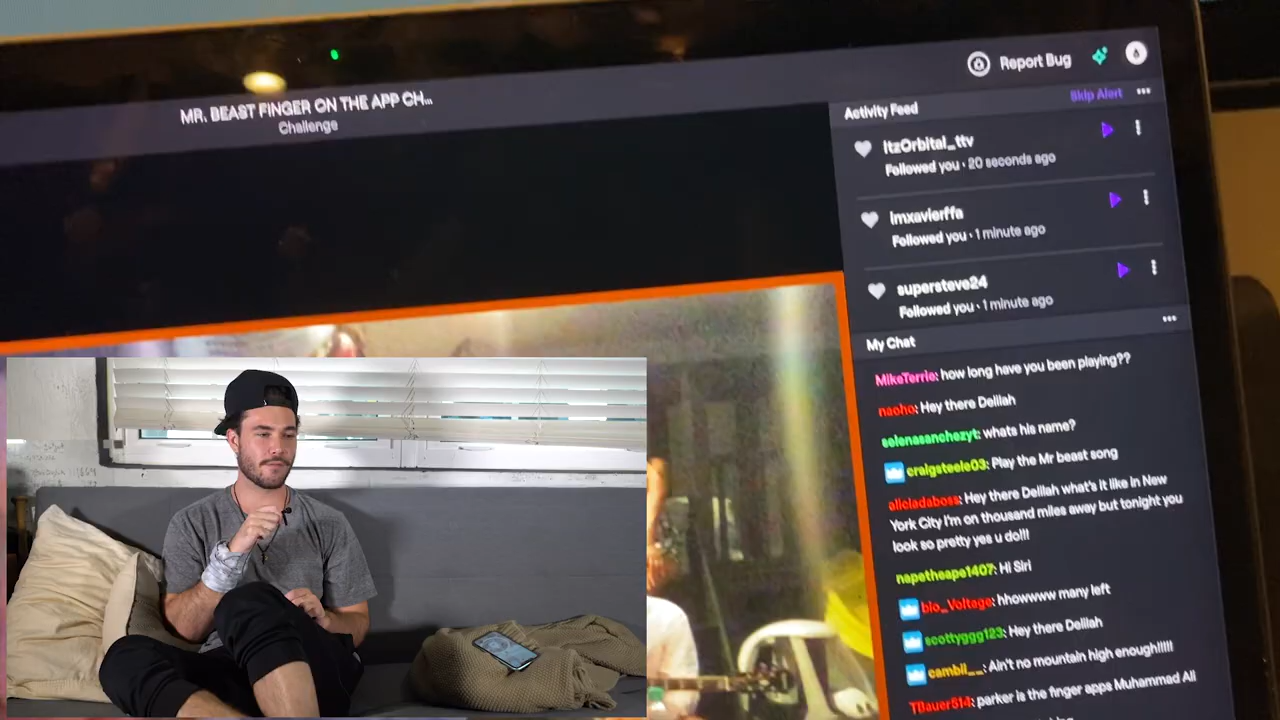 MR. BEAST FINGER ON THE APP CH...
Challenge
Report Bug
Activity Feed
Skip Alert
ItzOrbital_ttv
Followed you · 20 seconds ago
imxavierffa
Followed you · 1 minute ago
supersteve24
Followed you · 1 minute ago
My Chat
MikeTerrie: how long have you been playing??
naoho: Hey there Delilah
selenasanchezyt: whats his name?
craigsteele03: Play the Mr beast song
aliciadaboss: Hey there Delilah what's it like in New
York City I'm on thousand miles away but tonight you
look so pretty yes u do!!!
napetheape1407: Hi Siri
bio_Voltage: hhowwww many left
scottyggg123: Hey there Delilah
cambil__: Ain't no mountain high enough!!!!!
TBauer514: parker is the finger apps Muhammad Ali